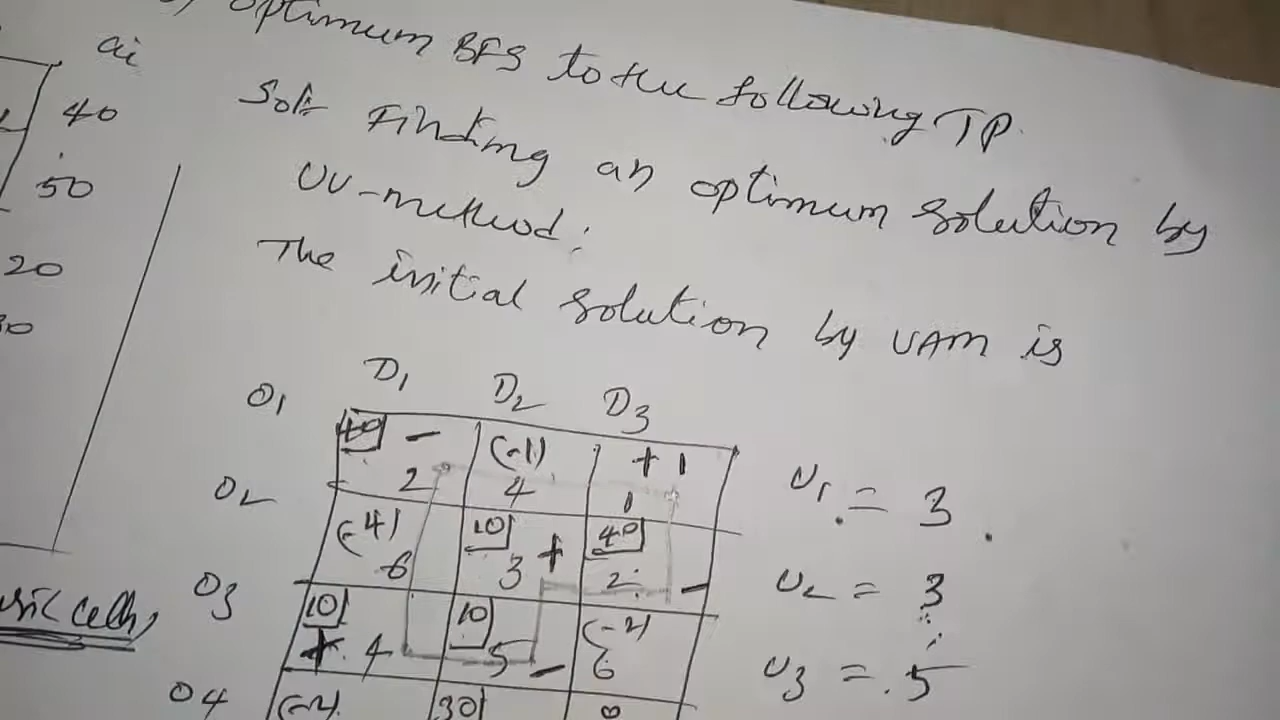 optimum BFS to the following TP.
ai
40
50
20
Sol: Finding an optimum solution by
UV-method:
The initial solution by VAM is
D1 D2 D3
O1 40 - 2 (-1) 4 + 1 1 U1 = 3
O2 (-4) 6 10 3 + 40 2 - U2 = 3
O3 10 + 4 10 5 - (-2) 6 U3 = 5
O4 30
cells,